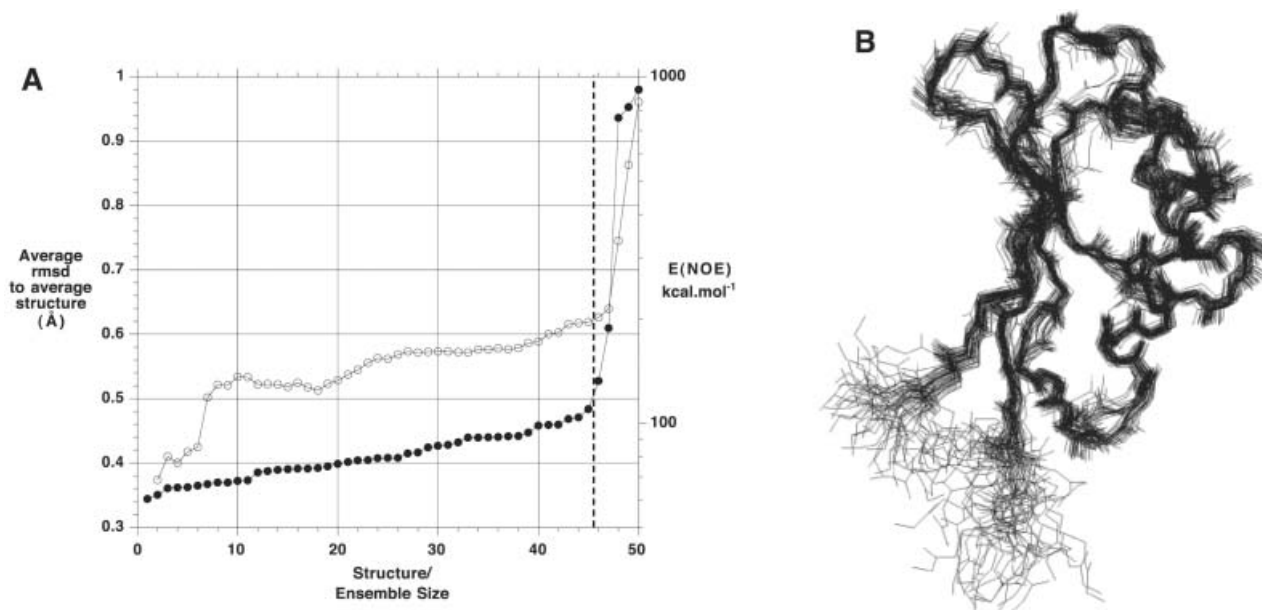 A
B
1
0.9
0.8
0.7
0.6
0.5
0.4
0.3
1000
100
Average
rmsd
to average
structure
(Å)
E(NOE)
kcal.mol-1
0
10
20
30
40
50
Structure/
Ensemble Size